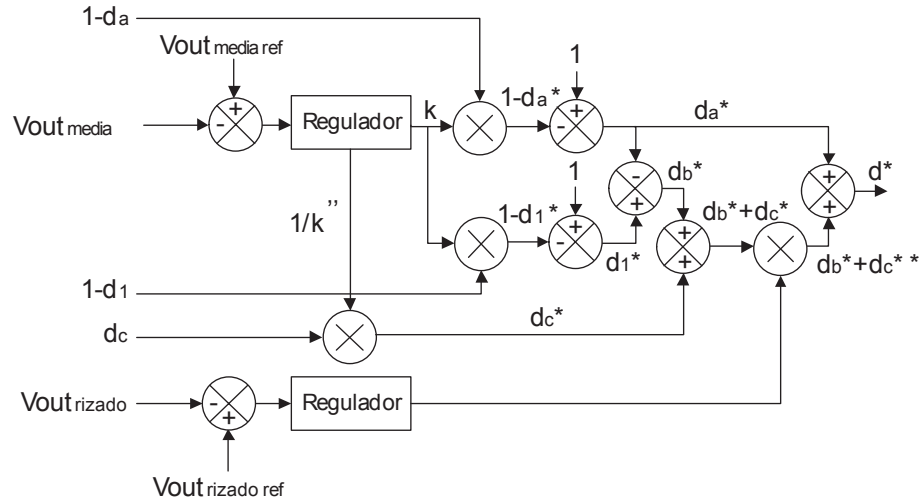 1-da
Vout media ref
Vout media
+
-
Regulador
k
1/k''
1-da*
1
+
-
da*
-
+
db*
1-d1*
1
+
-
d1*
+
+
db*+dc*
+
+
d*
db*+dc* *
1-d1
dc
dc*
Vout rizado
-
+
Regulador
Vout rizado ref